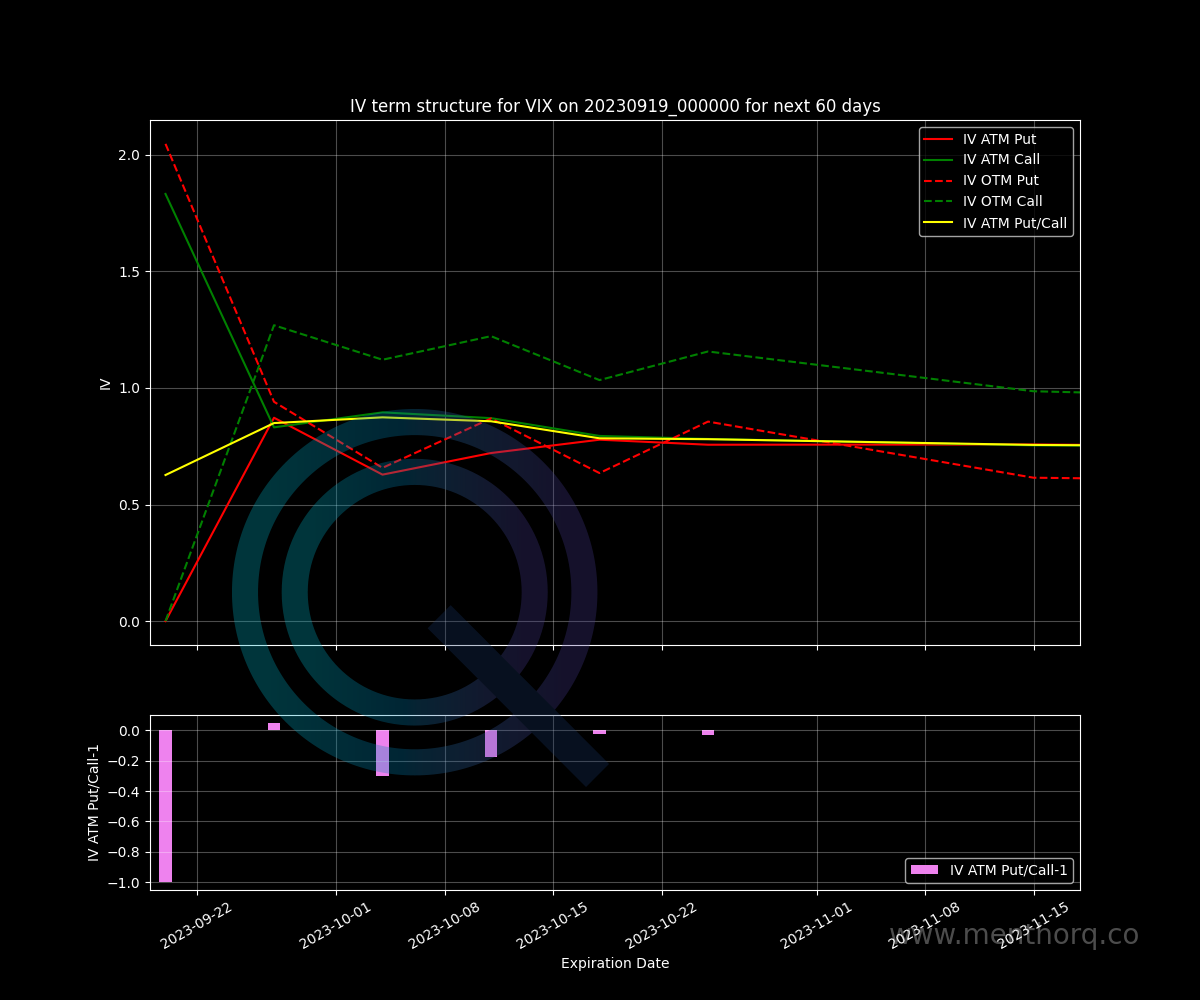 IV term structure for VIX on 20230919_000000 for next 60 days
IV ATM Put
IV ATM Call
IV OTM Put
IV OTM Call
IV ATM Put/Call
2.0
1.5
1.0
0.5
0.0
IV
0.0
−0.2
−0.4
−0.6
−0.8
−1.0
IV ATM Put/Call-1
IV ATM Put/Call-1
2023-09-22
2023-10-01
2023-10-08
2023-10-15
2023-10-22
2023-11-01
2023-11-08
2023-11-15
www.menthorq.co
Expiration Date